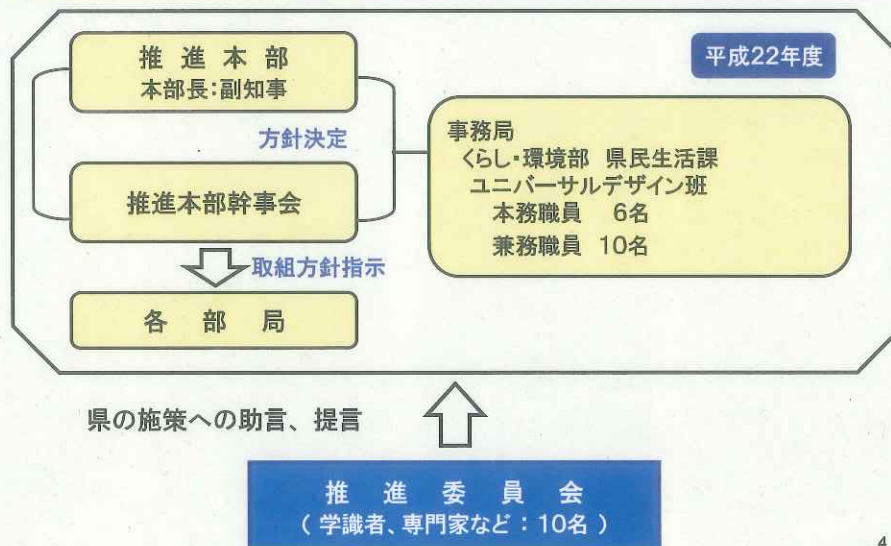 推進本部
本部長:副知事
平成22年度
方針決定
事務局
くらし・環境部 県民生活課
ユニバーサルデザイン班
本務職員 6名
兼務職員 10名
推進本部幹事会
取組方針指示
各部局
県の施策への助言、提言
推進委員会
(学識者、専門家など:10名)
4